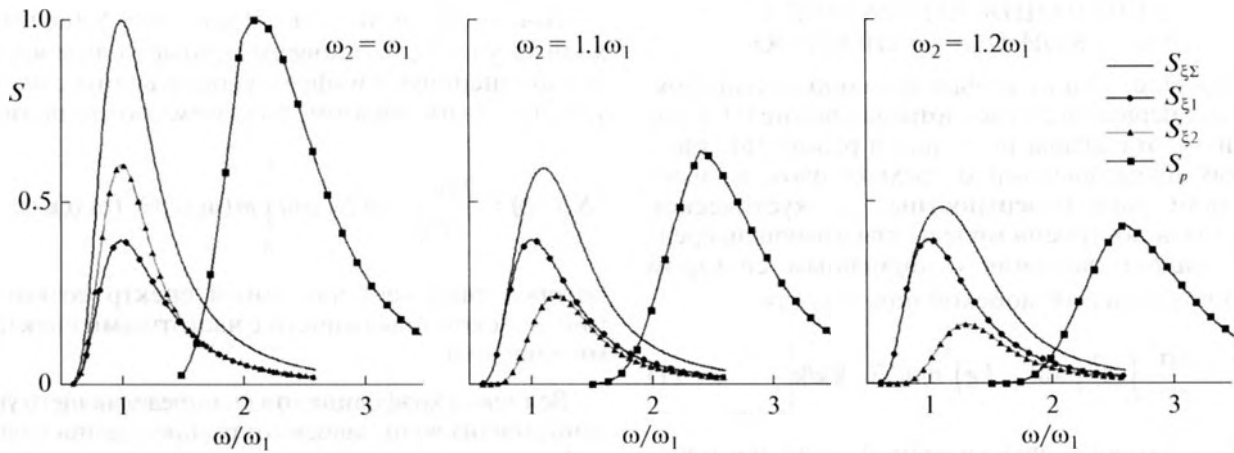 1.0
ω₂ = ω₁
ω₂ = 1.1ω₁
ω₂ = 1.2ω₁
S_ξΣ
S_ξ1
S_ξ2
S_p
S
0.5
0
1 2 3
1 2 3
1 2 3
ω/ω₁
ω/ω₁
ω/ω₁